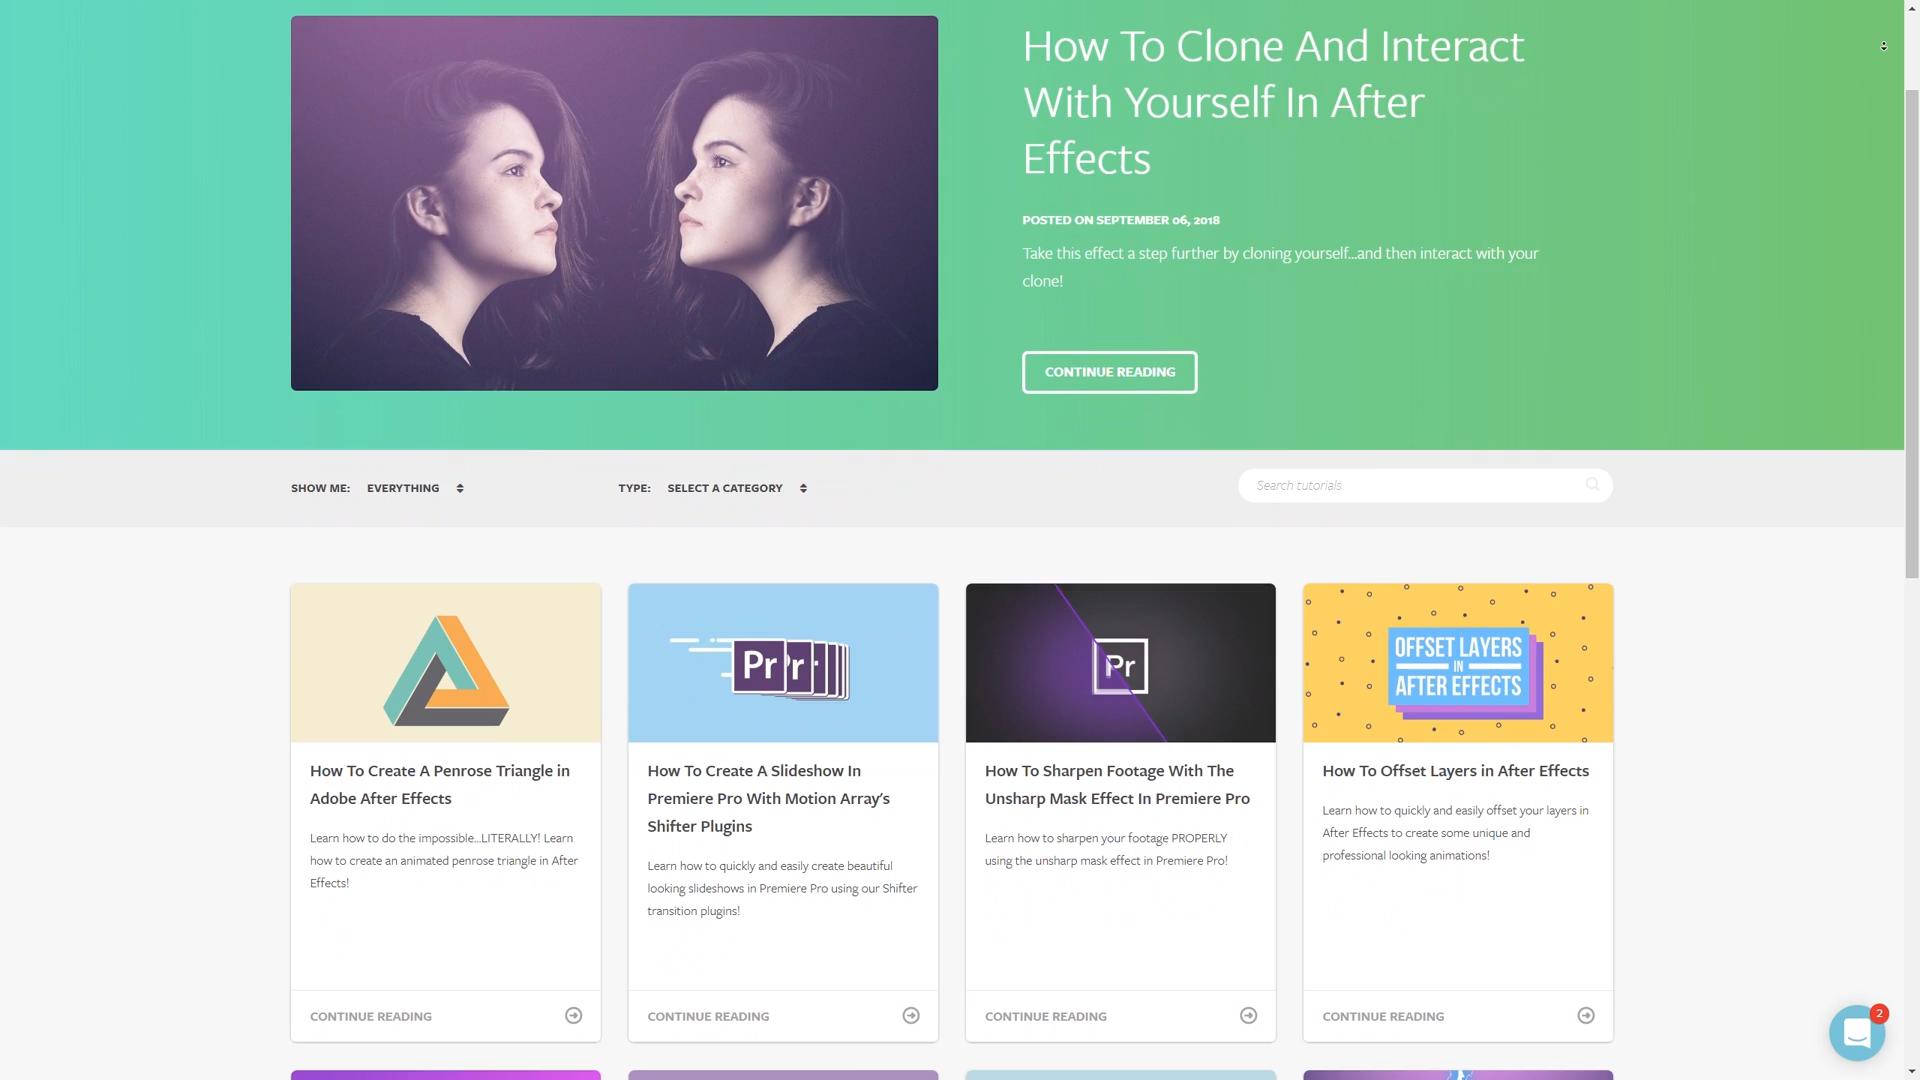 How To Clone And Interact
With Yourself In After
Effects
POSTED ON SEPTEMBER 06, 2018
Take this effect a step further by cloning yourself...and then interact with your
clone!
CONTINUE READING
SHOW ME: EVERYTHING
TYPE: SELECT A CATEGORY
Search tutorials
Pr
r
Pr
OFFSET LAYERS
IN
AFTER EFFECTS
How To Create A Penrose Triangle in
Adobe After Effects
Learn how to do the impossible...LITERALLY! Learn
how to create an animated penrose triangle in After
Effects!
CONTINUE READING
How To Create A Slideshow In
Premiere Pro With Motion Array's
Shifter Plugins
Learn how to quickly and easily create beautiful
looking slideshows in Premiere Pro using our Shifter
transition plugins!
CONTINUE READING
How To Sharpen Footage With The
Unsharp Mask Effect In Premiere Pro
Learn how to sharpen your footage PROPERLY
using the unsharp mask effect in Premiere Pro!
CONTINUE READING
How To Offset Layers in After Effects
Learn how to quickly and easily offset your layers in
After Effects to create some unique and
professional looking animations!
CONTINUE READING
2